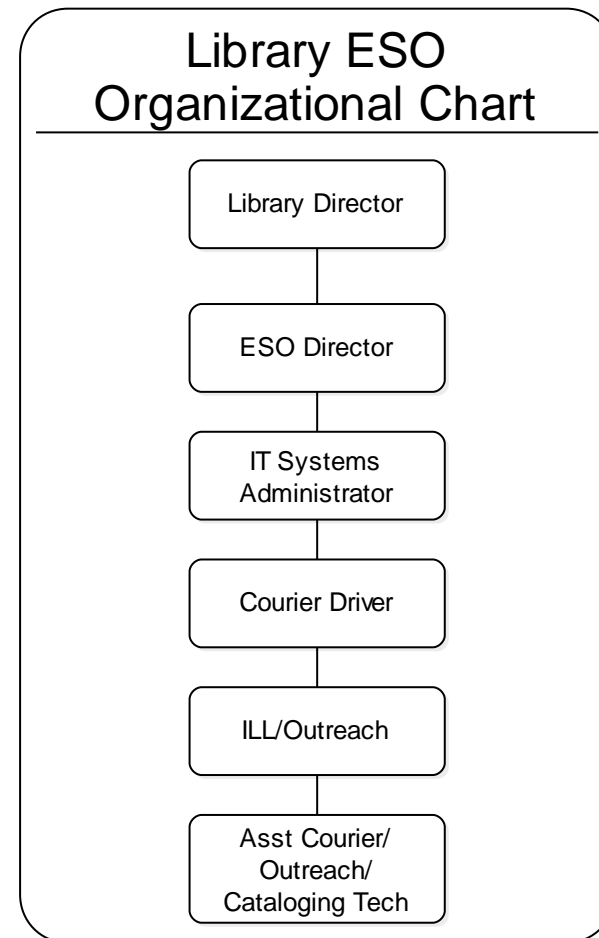 Library ESO
Organizational Chart
Library Director
ESO Director
IT Systems
Administrator
Courier Driver
ILL/Outreach
Asst Courier/
Outreach/
Cataloging Tech